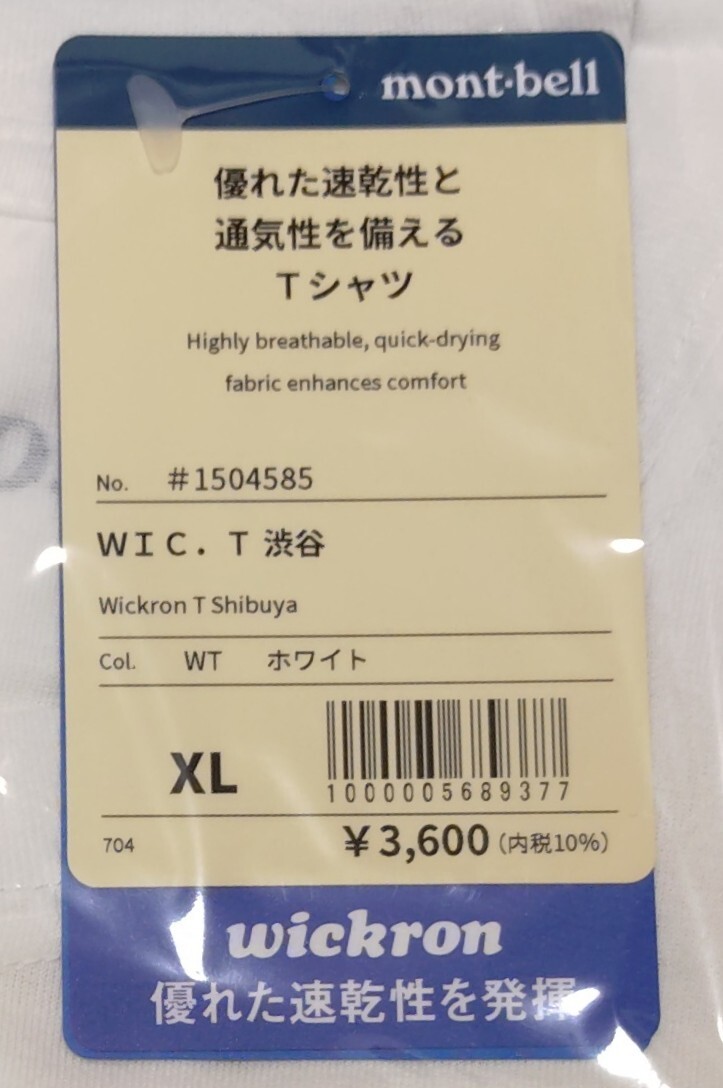 mont·bell
優れた速乾性と
通気性を備える
Tシャツ
Highly breathable, quick-drying
fabric enhances comfort
No. #1504585
WIC. T 渋谷
Wickron T Shibuya
Col. WT ホワイト
XL
1000005689377
704 ¥3,600(内税10%)
wickron
優れた速乾性を発揮